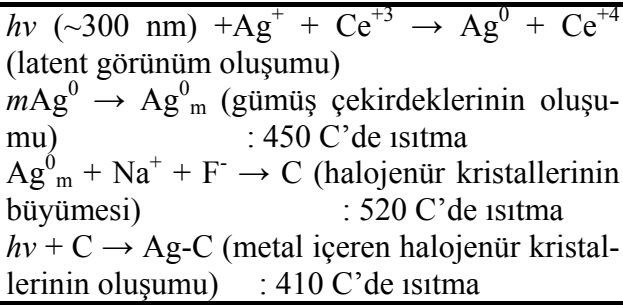 hν (~300 nm) +Ag⁺ + Ce⁺³ → Ag⁰ + Ce⁺⁴
(latent görünüm oluşumu)
mAg⁰ → Ag⁰ₘ (gümüş çekirdeklerinin oluşu-
mu) : 450 C’de ısıtma
Ag⁰ₘ + Na⁺ + F⁻ → C (halojenür kristallerinin
büyümesi) : 520 C’de ısıtma
hν + C → Ag-C (metal içeren halojenür kristal-
lerinin oluşumu) : 410 C’de ısıtma